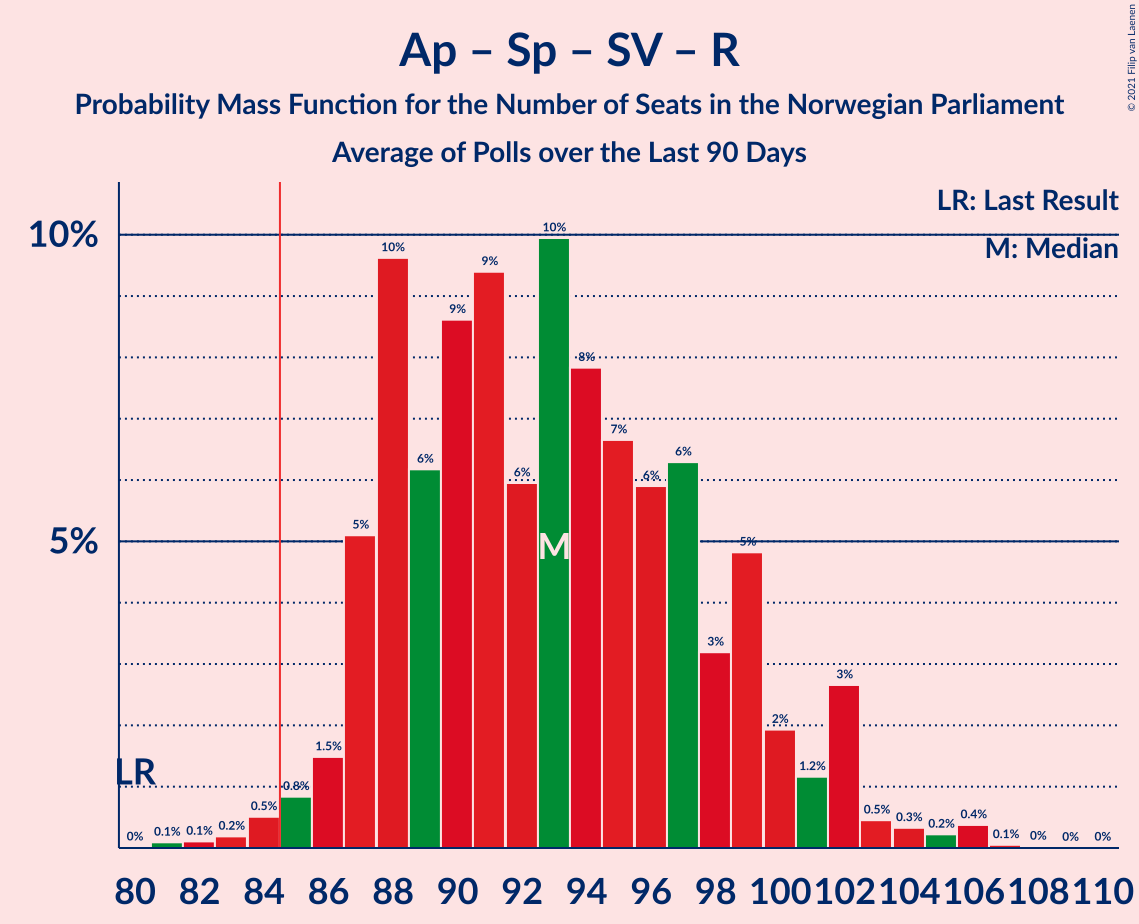 Ap – Sp – SV – R
Probability Mass Function for the Number of Seats in the Norwegian Parliament
Average of Polls over the Last 90 Days
© 2021 Filip van Laenen
LR: Last Result
M: Median
10%
5%
LR
M
0% 0.1% 0.1% 0.2% 0.5% 0.8% 1.5% 5% 10% 6% 9% 9% 6% 10% 8% 7% 6% 6% 3% 5% 2% 1.2% 3% 0.5% 0.3% 0.2% 0.4% 0.1% 0% 0% 0%
80 82 84 86 88 90 92 94 96 98 100 102 104 106 108 110